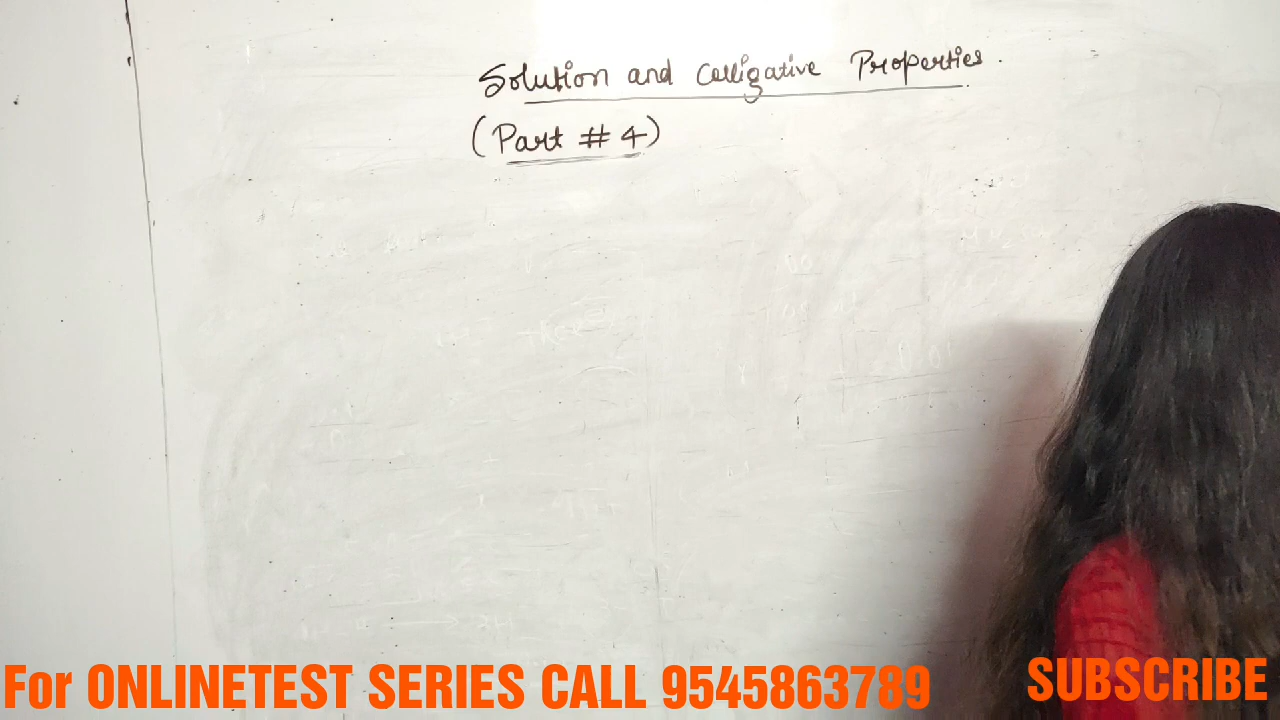 Solution and Colligative Properties.
(Part # 4)
For ONLINETEST SERIES CALL 9545863789
SUBSCRIBE